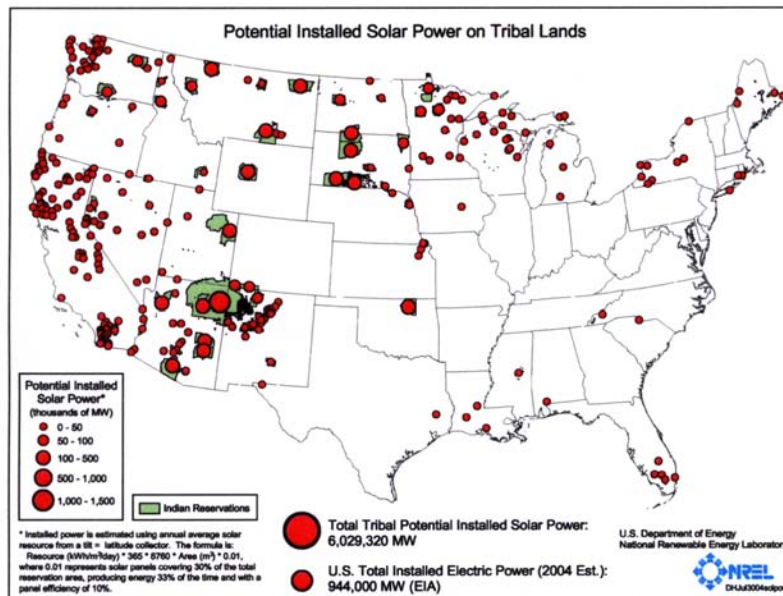 Potential Installed Solar Power on Tribal Lands
Potential Installed
Solar Power*
(thousands of MW)
0 - 50
50 - 100
100 - 500
500 - 1,000
1,000 - 1,500
Indian Reservations
* Installed power is estimated using annual average solar
resource from a tilt = latitude collector. The formula is:
Resource (kWh/m²/day) * 365 * 8760 * Area (m²) * 0.01,
where 0.01 represents solar panels covering 30% of the total
reservation area, producing energy 33% of the time and with a
panel efficiency of 10%.
Total Tribal Potential Installed Solar Power:
6,029,320 MW
U.S. Total Installed Electric Power (2004 Est.):
944,000 MW (EIA)
U.S. Department of Energy
National Renewable Energy Laborator
NREL